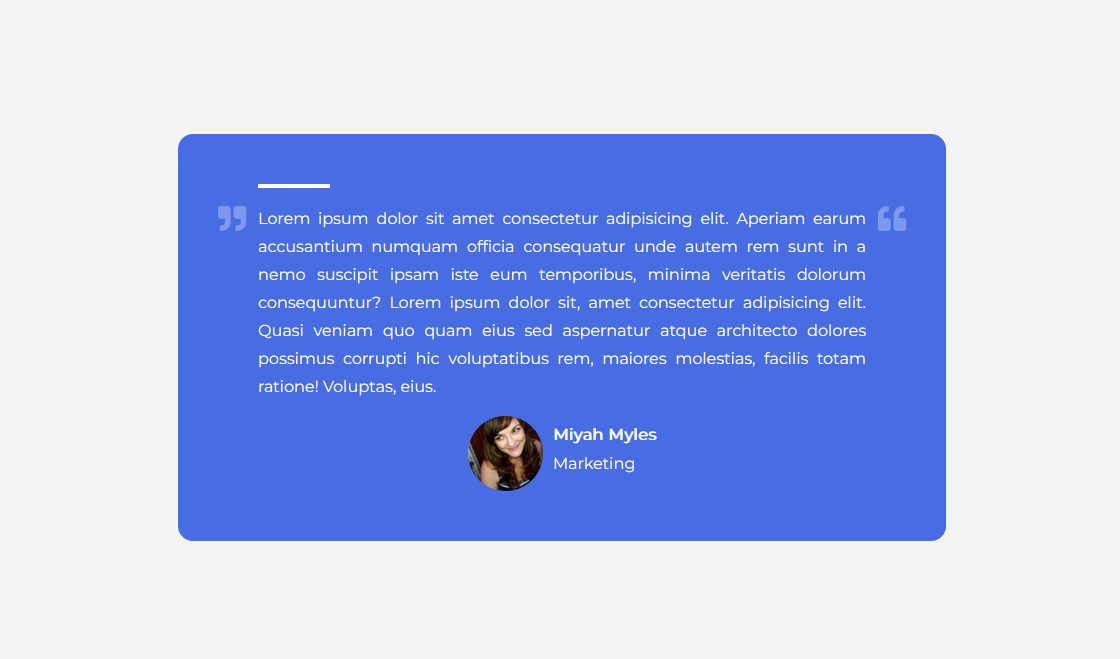 Lorem ipsum dolor sit amet consectetur adipisicing elit. Aperiam earum
accusantium numquam officia consequatur unde autem rem sunt in a
nemo suscipit ipsam iste eum temporibus, minima veritatis dolorum
consequuntur? Lorem ipsum dolor sit, amet consectetur adipisicing elit.
Quasi veniam quo quam eius sed aspernatur atque architecto dolores
possimus corrupti hic voluptatibus rem, maiores molestias, facilis totam
ratione! Voluptas, eius.
Miyah Myles
Marketing